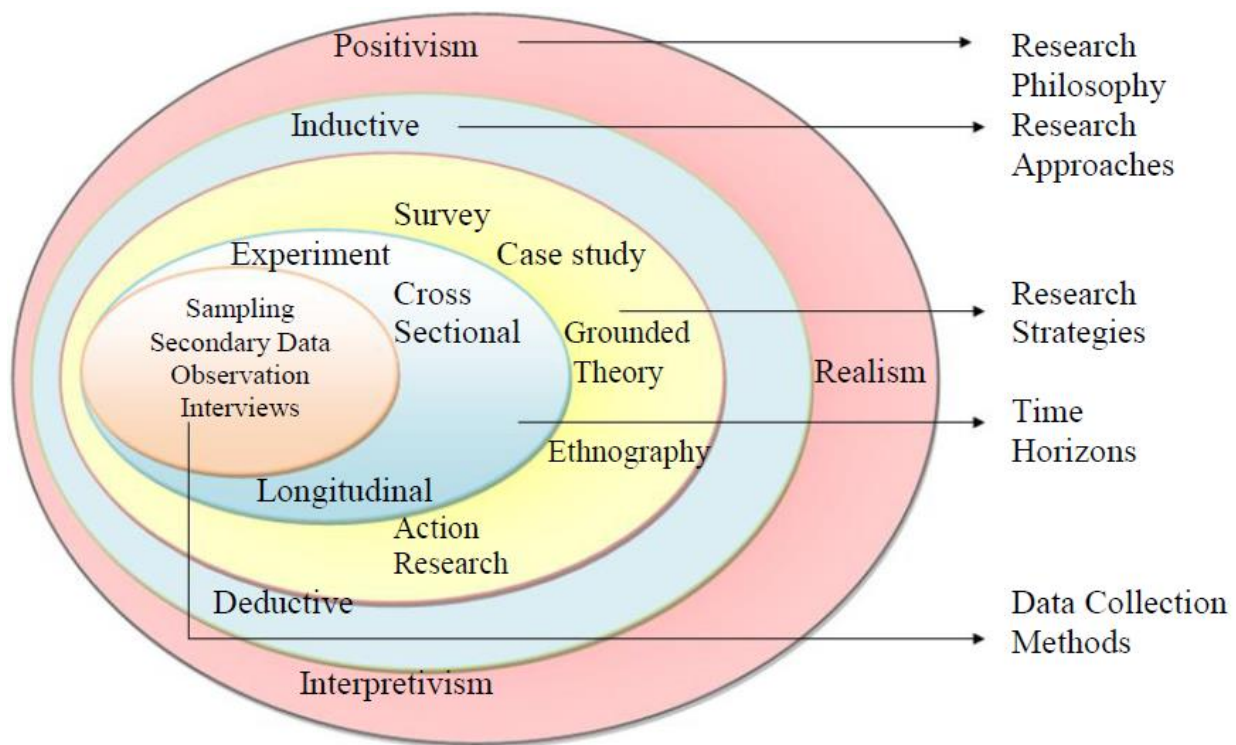 Positivism
Research
Philosophy
Inductive
Research
Approaches
Survey
Experiment
Case study
Cross
Sectional
Sampling
Secondary Data
Observation
Interviews
Grounded
Theory
Research
Strategies
Realism
Time
Horizons
Ethnography
Longitudinal
Action
Research
Deductive
Data Collection
Methods
Interpretivism